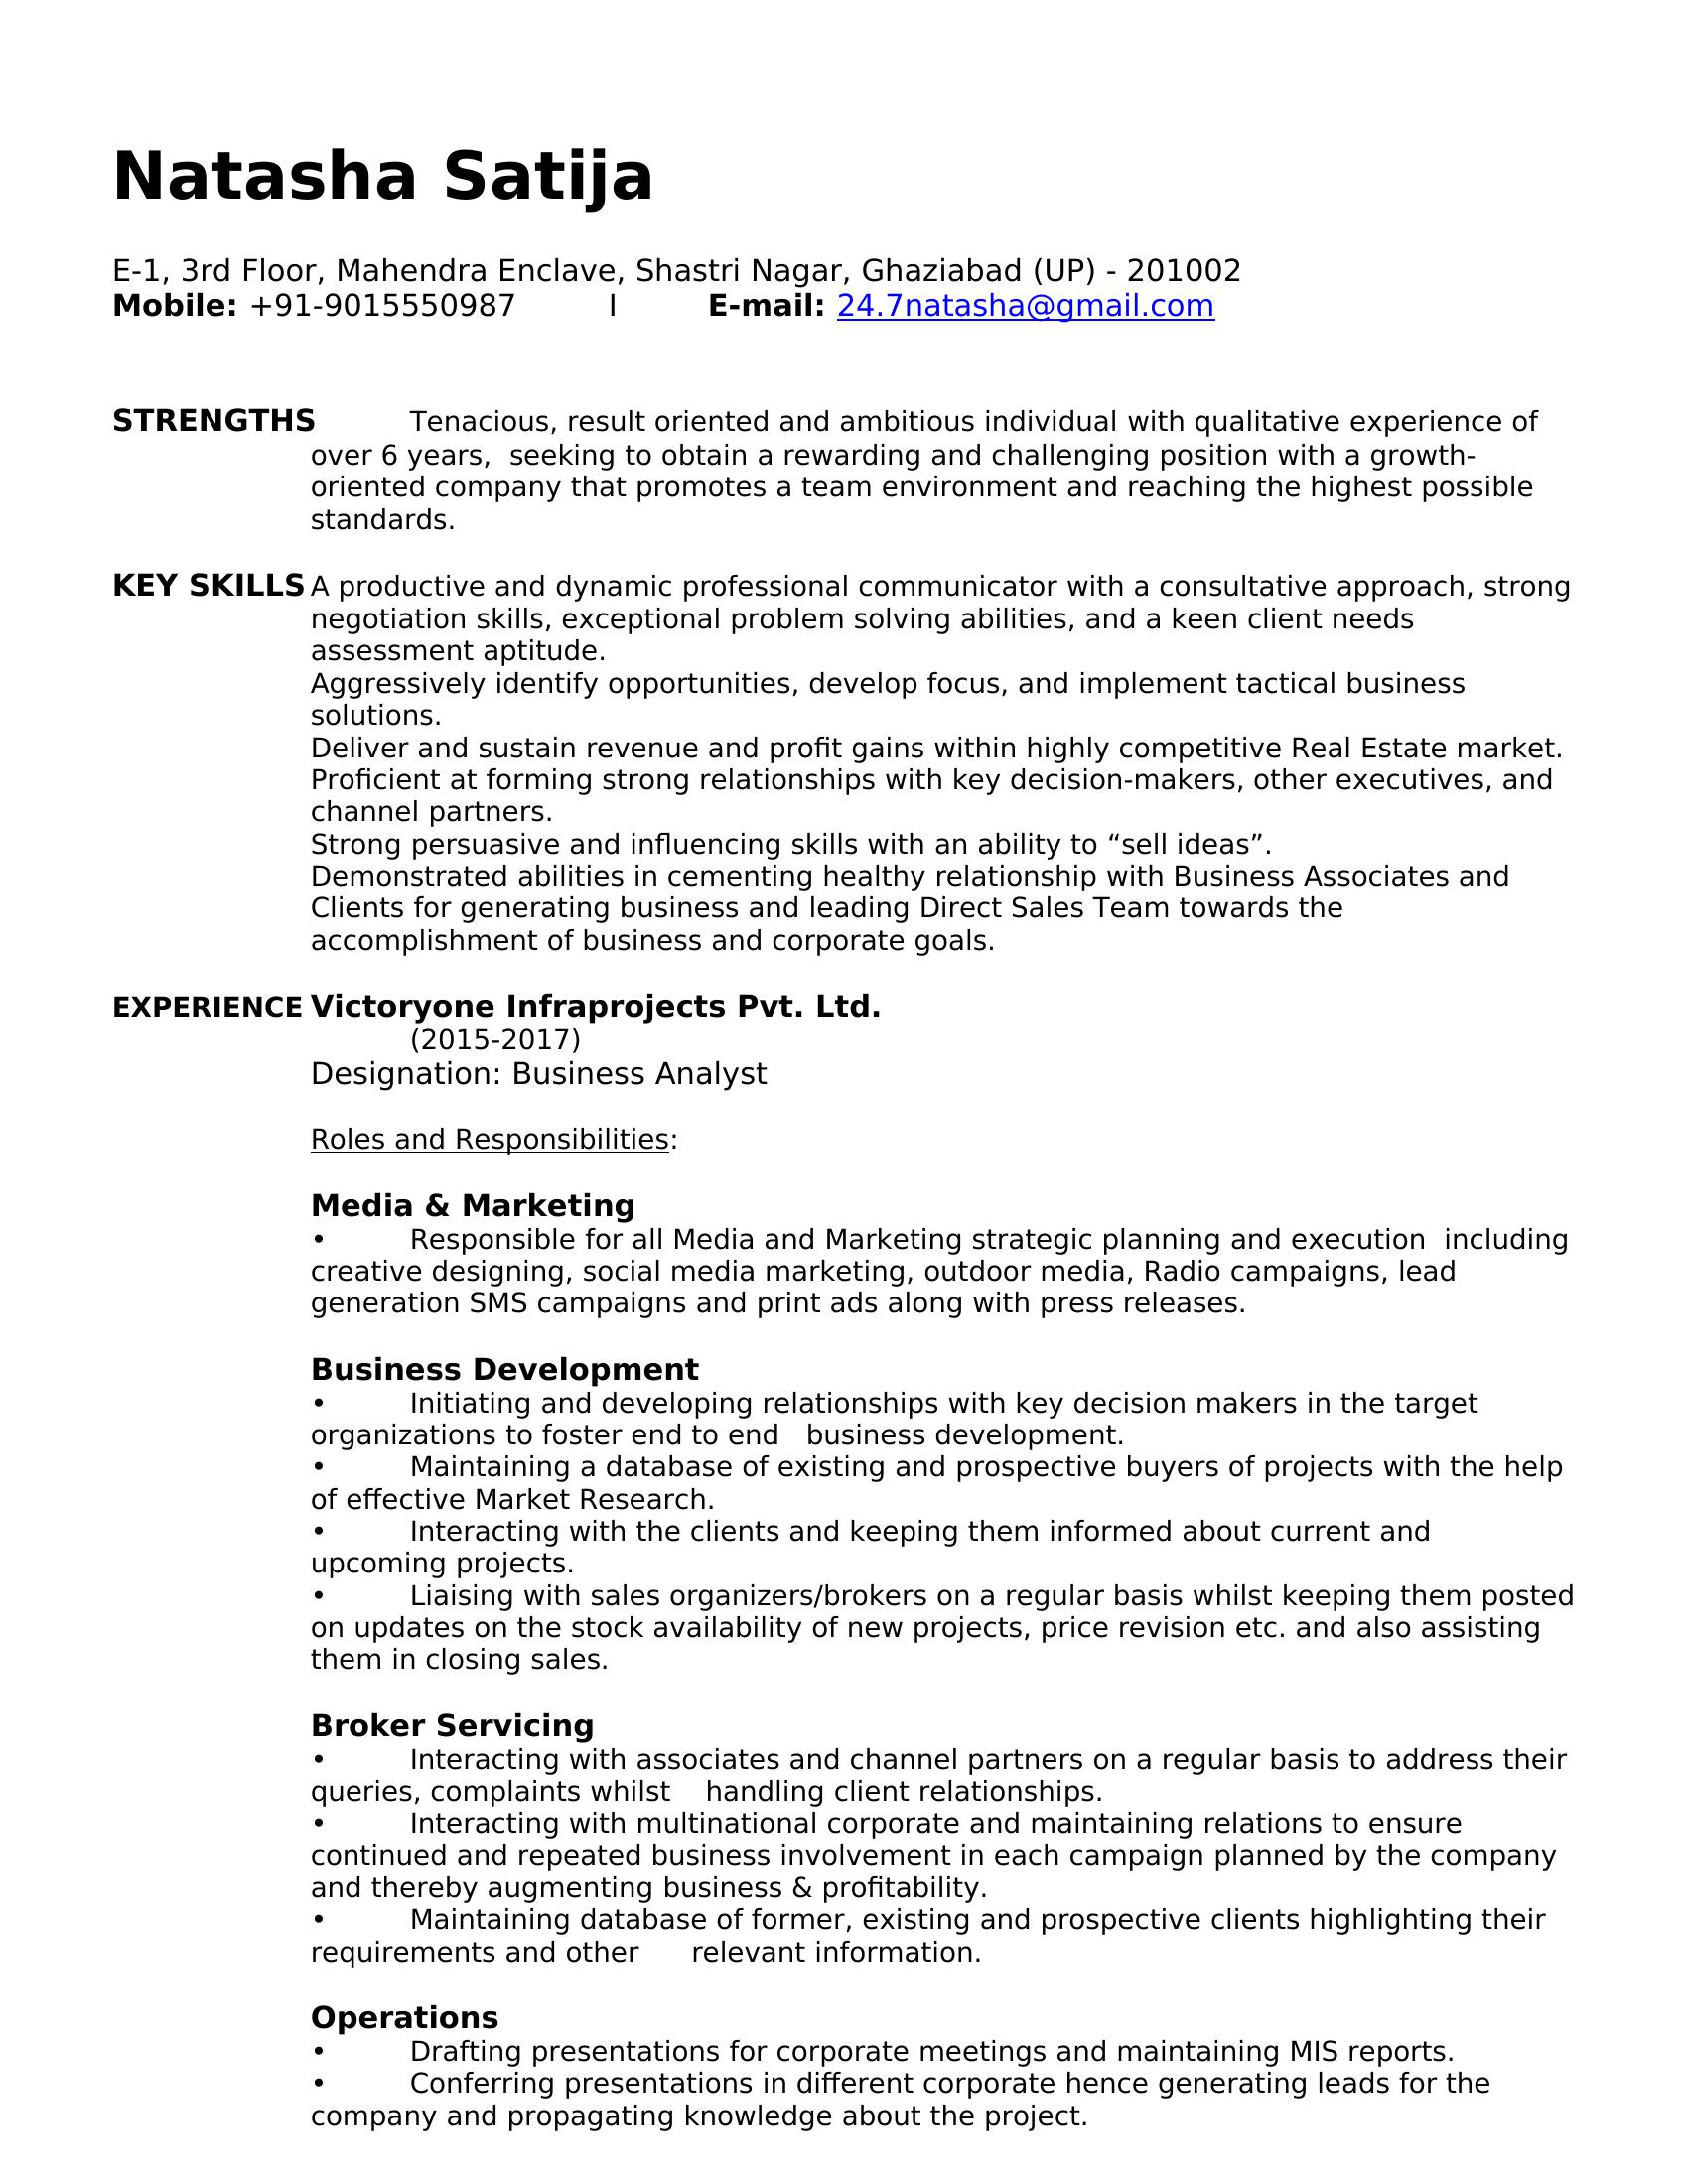 Natasha Satija
E-1, 3rd Floor, Mahendra Enclave, Shastri Nagar, Ghaziabad (UP) - 201002
Mobile: +91-9015550987 I E-mail: 24.7natasha@gmail.com
STRENGTHS Tenacious, result oriented and ambitious individual with qualitative experience of
over 6 years, seeking to obtain a rewarding and challenging position with a growth-
oriented company that promotes a team environment and reaching the highest possible
standards.
KEY SKILLS A productive and dynamic professional communicator with a consultative approach, strong
negotiation skills, exceptional problem solving abilities, and a keen client needs
assessment aptitude.
Aggressively identify opportunities, develop focus, and implement tactical business
solutions.
Deliver and sustain revenue and profit gains within highly competitive Real Estate market.
Proficient at forming strong relationships with key decision-makers, other executives, and
channel partners.
Strong persuasive and influencing skills with an ability to “sell ideas”.
Demonstrated abilities in cementing healthy relationship with Business Associates and
Clients for generating business and leading Direct Sales Team towards the
accomplishment of business and corporate goals.
EXPERIENCE Victoryone Infraprojects Pvt. Ltd.
(2015-2017)
Designation: Business Analyst
Roles and Responsibilities:
Media & Marketing
• Responsible for all Media and Marketing strategic planning and execution including
creative designing, social media marketing, outdoor media, Radio campaigns, lead
generation SMS campaigns and print ads along with press releases.
Business Development
• Initiating and developing relationships with key decision makers in the target
organizations to foster end to end business development.
• Maintaining a database of existing and prospective buyers of projects with the help
of effective Market Research.
• Interacting with the clients and keeping them informed about current and
upcoming projects.
• Liaising with sales organizers/brokers on a regular basis whilst keeping them posted
on updates on the stock availability of new projects, price revision etc. and also assisting
them in closing sales.
Broker Servicing
• Interacting with associates and channel partners on a regular basis to address their
queries, complaints whilst handling client relationships.
• Interacting with multinational corporate and maintaining relations to ensure
continued and repeated business involvement in each campaign planned by the company
and thereby augmenting business & profitability.
• Maintaining database of former, existing and prospective clients highlighting their
requirements and other relevant information.
Operations
• Drafting presentations for corporate meetings and maintaining MIS reports.
• Conferring presentations in different corporate hence generating leads for the
company and propagating knowledge about the project.